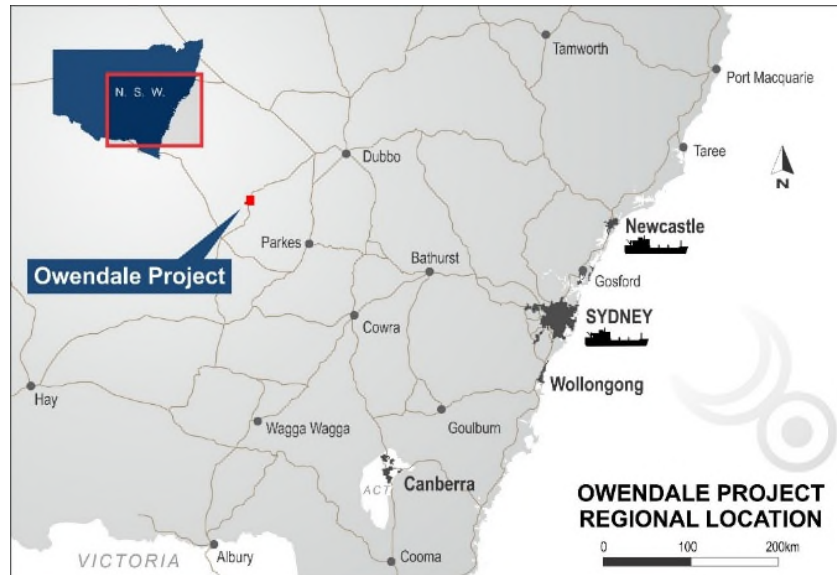 Tamworth
Port Macquarie
N. S. W.
Taree
Dubbo
N
Newcastle
Parkes
Owendale Project
Bathurst
Gosford
SYDNEY
Cowra
Wollongong
Hay
Goulburn
Wagga Wagga
Canberra
ACT
OWENDALE PROJECT
REGIONAL LOCATION
VICTORIA
Albury
Cooma
0 100 200km